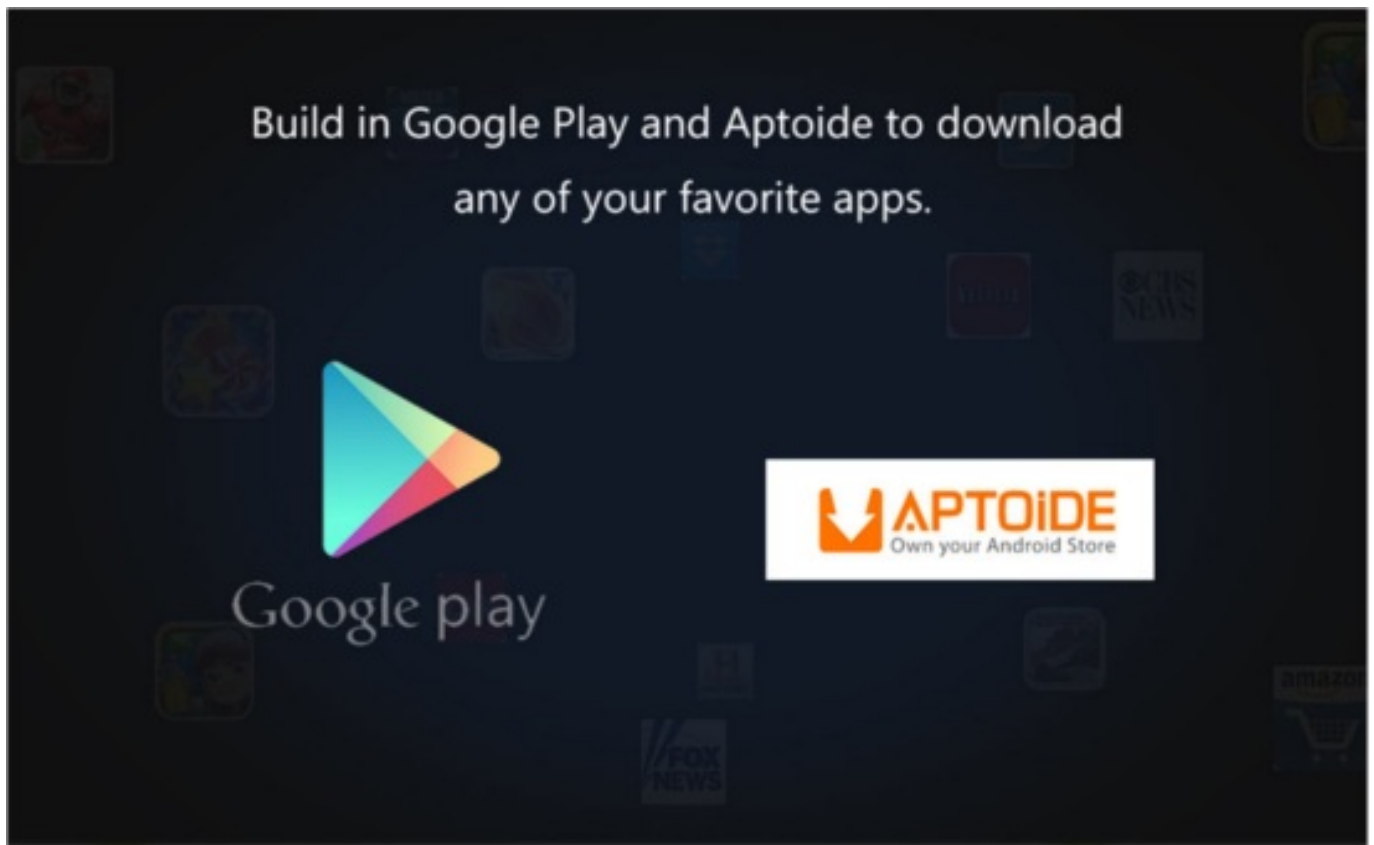 Build in Google Play and Aptoide to download
any of your favorite apps.
NETFLIX
CBS
NEWS
APTOiDE
Own your Android Store
Google play
H
amazon
FOX
NEWS